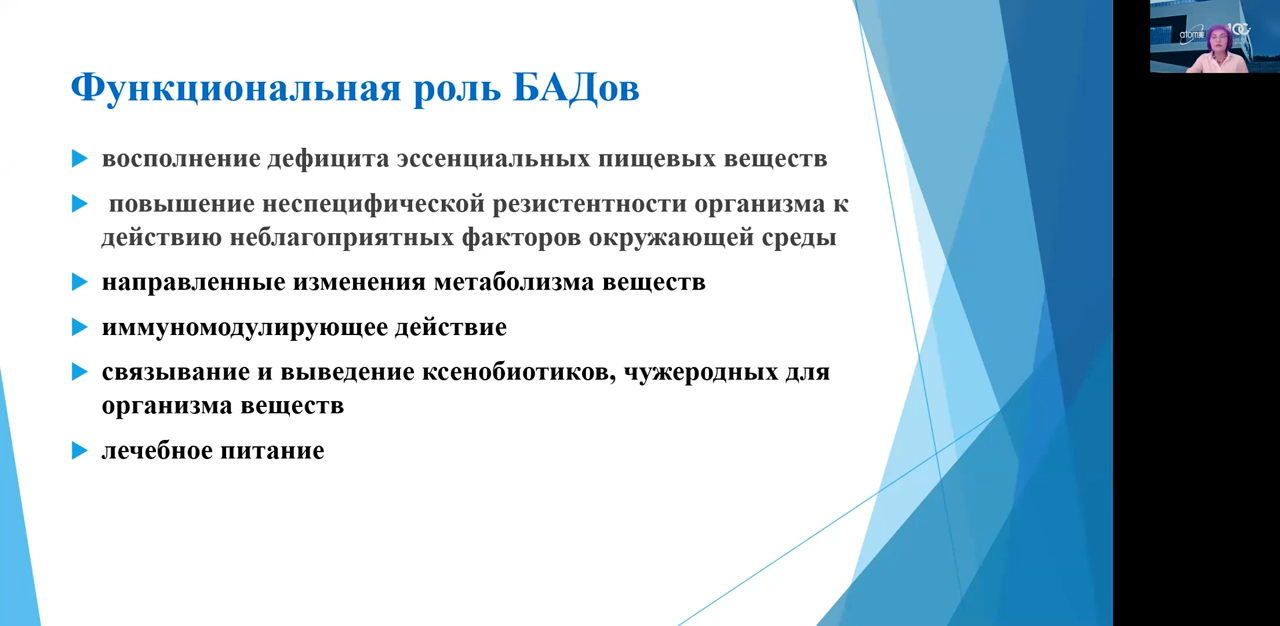 Функциональная роль БАДов
восполнение дефицита эссенциальных пищевых веществ
повышение неспецифической резистентности организма к
действию неблагоприятных факторов окружающей среды
направленные изменения метаболизма веществ
иммуномодулирующее действие
связывание и выведение ксенобиотиков, чужеродных для
организма веществ
лечебное питание